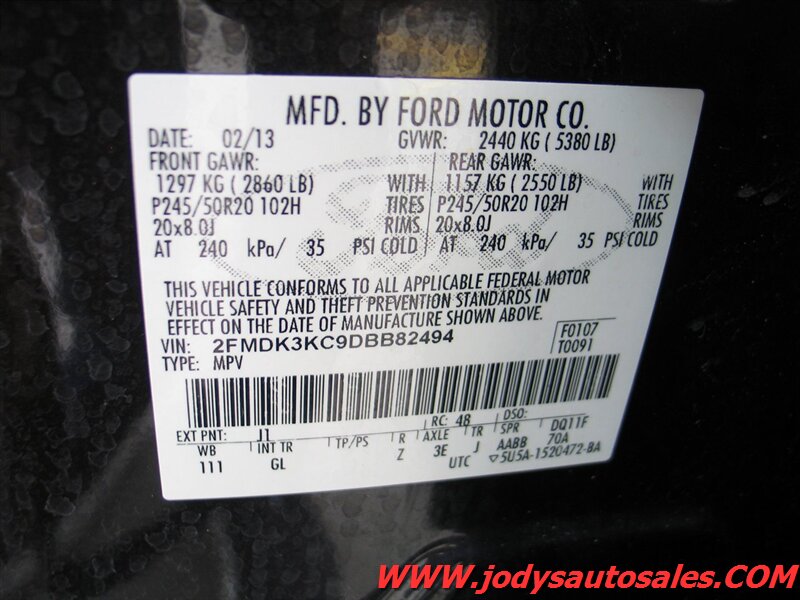 MFD. BY FORD MOTOR CO.
DATE: 02/13 GVWR: 2440 KG ( 5380 LB)
FRONT GAWR: REAR GAWR:
1297 KG ( 2860 LB) WITH 1157 KG ( 2550 LB) WITH
P245/50R20 102H TIRES P245/50R20 102H TIRES
20x8.0J RIMS 20x8.0J RIMS
AT 240 kPa/ 35 PSI COLD AT 240 kPa/ 35 PSI COLD
THIS VEHICLE CONFORMS TO ALL APPLICABLE FEDERAL MOTOR
VEHICLE SAFETY AND THEFT PREVENTION STANDARDS IN
EFFECT ON THE DATE OF MANUFACTURE SHOWN ABOVE.
VIN: 2FMDK3KC9DBB82494 F0107
TYPE: MPV T0091
EXT PNT: J1 RC: 48 DSO: DQ11F
WB INT TR TP/PS R AXLE TR SPR 70A
111 GL Z 3E J AABB
UTC ▽5U5A-1520472-BA
www.jodysautosales.com